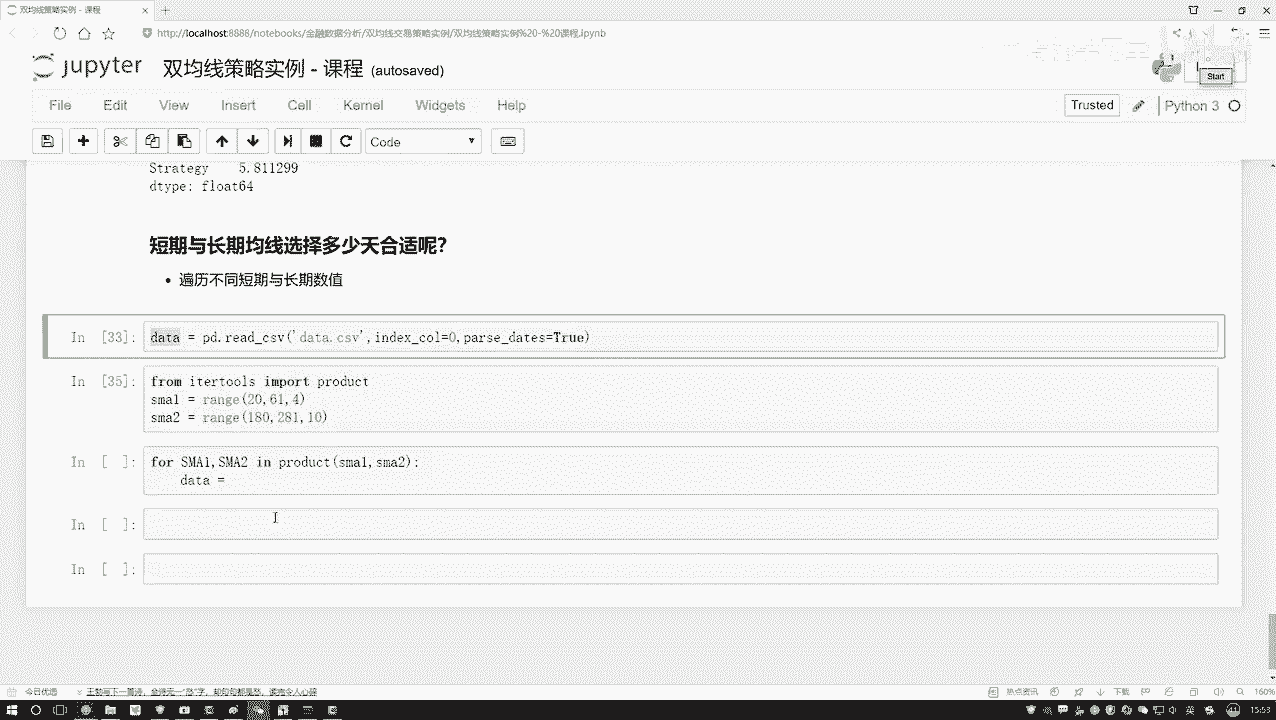 双均线策略实例 - 课程
http://localhost:8888/notebooks/金融数据分析/双均线交易策略实例/双均线策略实例%20-%20课程.ipynb
jupyter 双均线策略实例 - 课程 (autosaved)
Start
File Edit View Insert Cell Kernel Widgets Help
Trusted
Python 3
Code
Strategy 5.811299
dtype: float64
短期与长期均线选择多少天合适呢?
遍历不同短期与长期数值
In [33]: data = pd.read_csv('data.csv',index_col=0,parse_dates=True)
In [35]: from itertools import product
sma1 = range(20,61,4)
sma2 = range(180,281,10)
In [ ]: for SMA1,SMA2 in product(sma1,sma2):
data =
In [ ]:
In [ ]:
今日优选
热点资讯
下载
160%
15:53